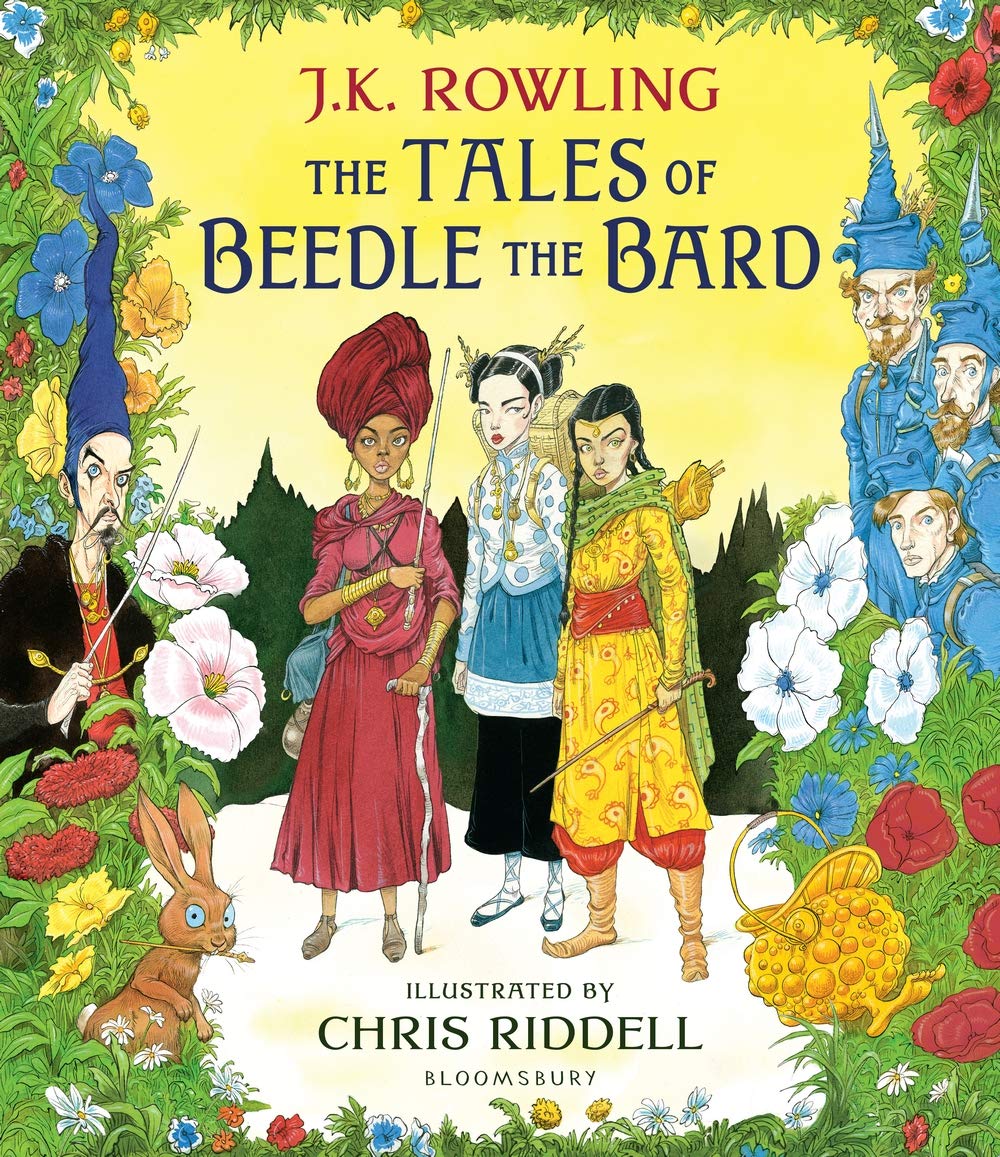 J.K. ROWLING
THE TALES OF
BEEDLE THE BARD
ILLUSTRATED BY
CHRIS RIDDELL
BLOOMSBURY